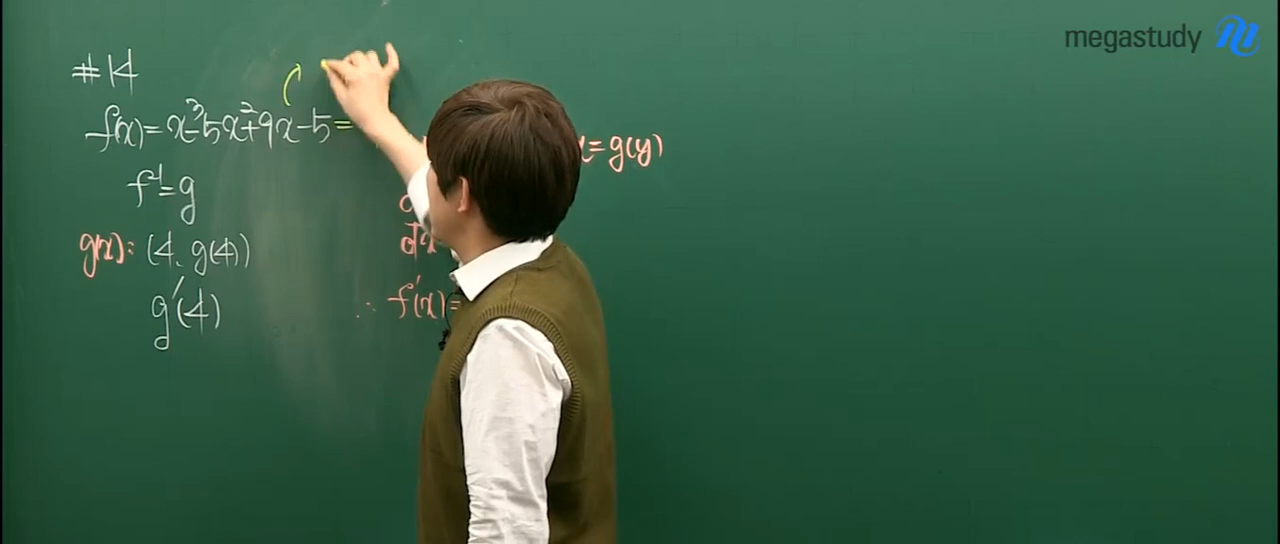 megastudy
#14
f(x)=x³-5x²+9x-5=
x=g(y)
f⁻¹=g
g(x): (4, g(4))
g′(4)
∴ f′(x)=